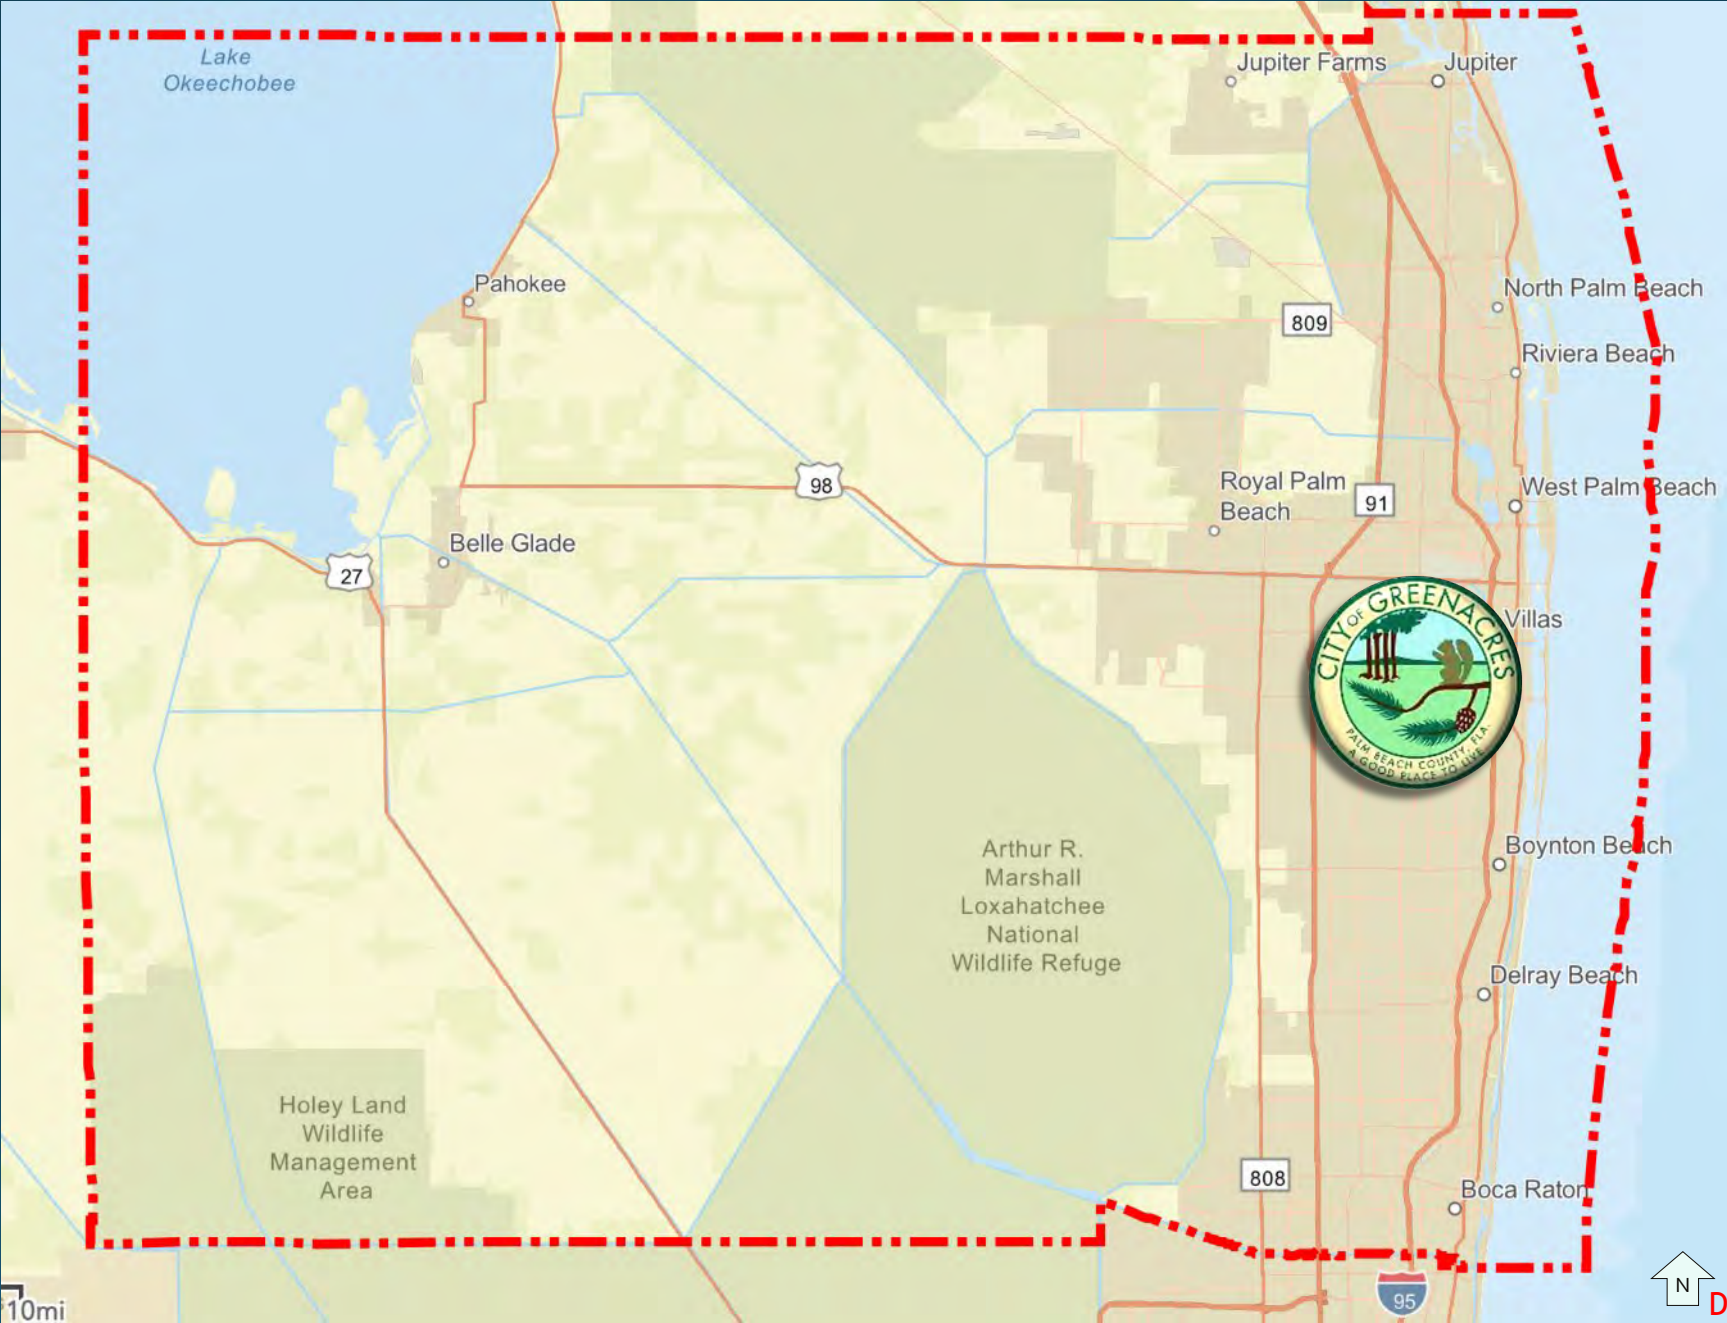 Lake
Okeechobee
Jupiter Farms
Jupiter
Pahokee
North Palm Beach
809
Riviera Beach
98
Royal Palm
Beach
91
West Palm Beach
Belle Glade
27
CITY OF GREENACRES
PALM BEACH COUNTY, FLA.
A GOOD PLACE TO LIVE
Villas
Arthur R.
Marshall
Loxahatchee
National
Wildlife Refuge
Boynton Beach
Delray Beach
Holey Land
Wildlife
Management
Area
808
Boca Raton
95
N
D
10mi